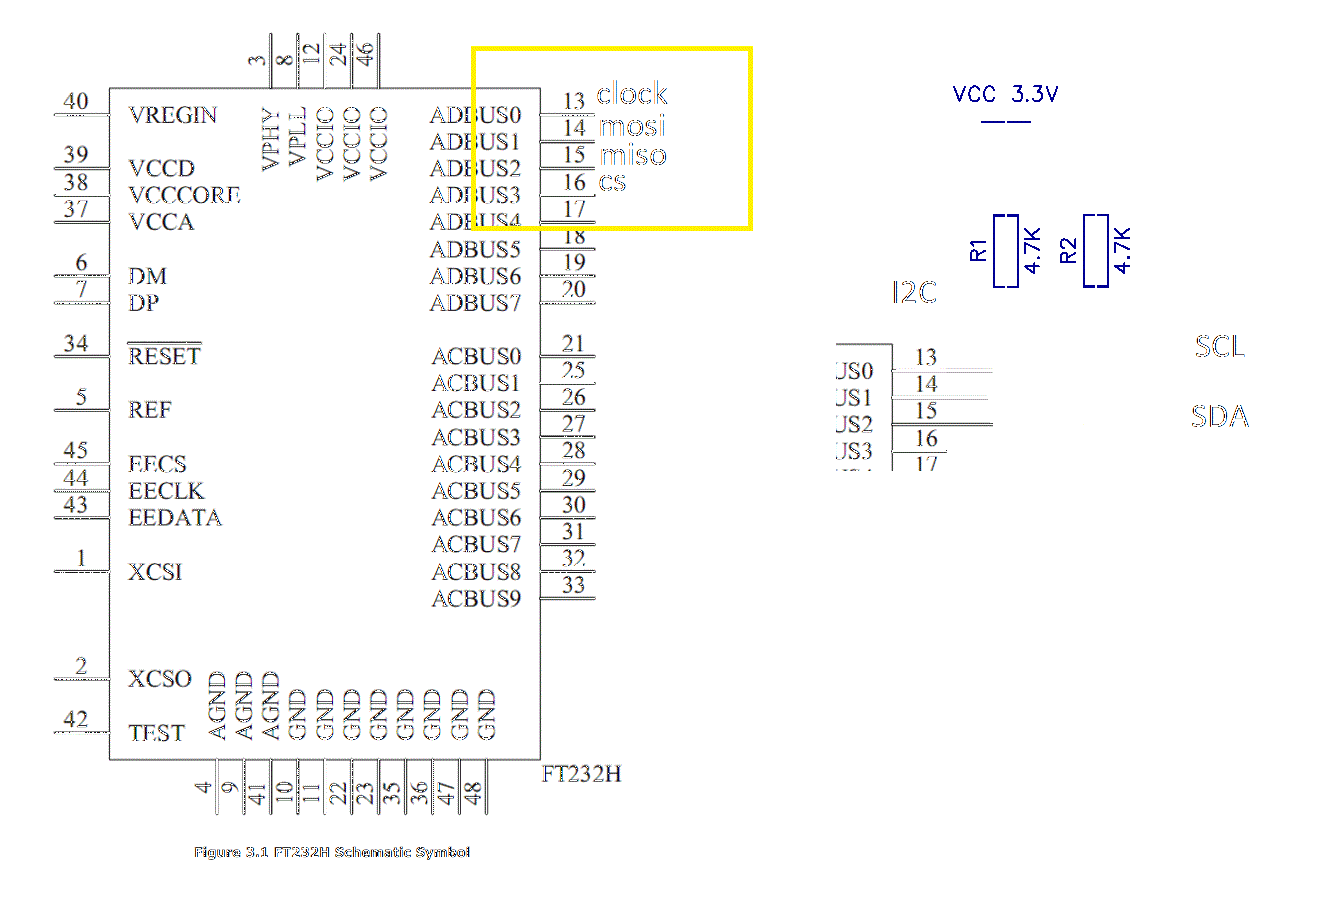 3 8 12 24 46
VPHY VPLL VCCIO VCCIO VCCIO
40 VREGIN
39 VCCD
38 VCCCORE
37 VCCA
6 DM
7 DP
34 RESET
5 REF
45 EECS
44 EECLK
43 EEDATA
1 XCSI
2 XCSO
42 TEST
ADBUS0 13 clock
ADBUS1 14 mosi
ADBUS2 15 miso
ADBUS3 16 cs
ADBUS4 17
ADBUS5 18
ADBUS6 19
ADBUS7 20
ACBUS0 21
ACBUS1 25
ACBUS2 26
ACBUS3 27
ACBUS4 28
ACBUS5 29
ACBUS6 30
ACBUS7 31
ACBUS8 32
ACBUS9 33
AGND AGND AGND GND GND GND GND GND GND GND GND
4 9 41 10 11 22 23 35 36 47 48
FT232H
Figure 3.1 FT232H Schematic Symbol
VCC 3.3V
R1 4.7K R2 4.7K
I2C
US0 13
US1 14
US2 15
US3 16
17
SCL
SDA